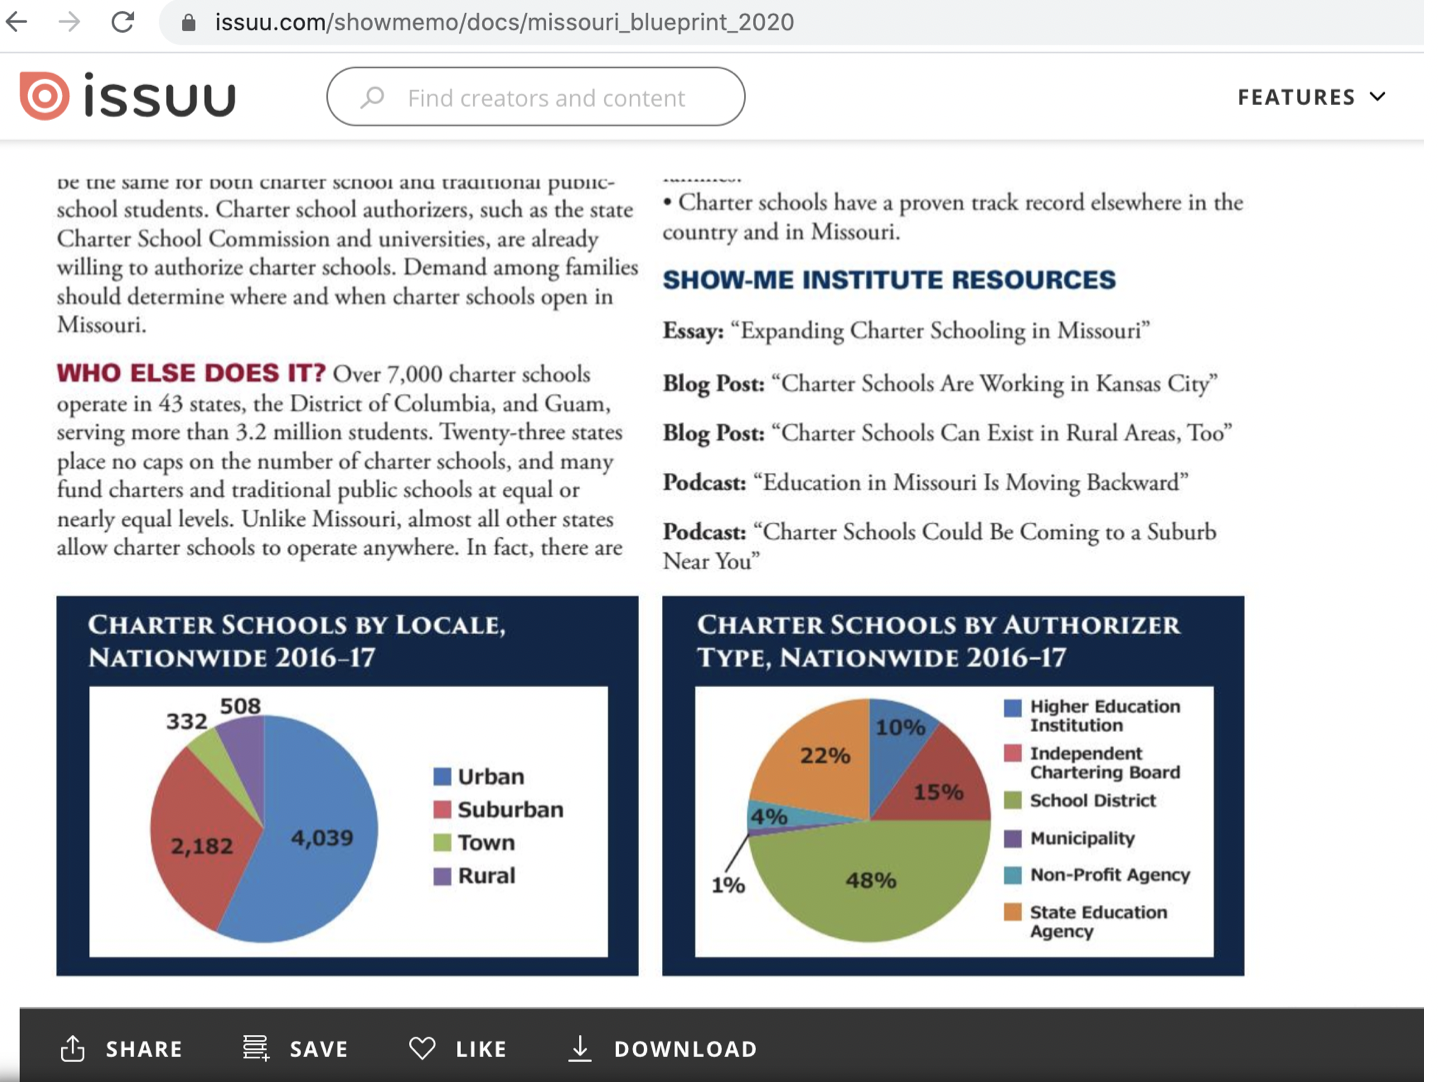 issuu.com/showmemo/docs/missouri_blueprint_2020
issuu
Find creators and content
FEATURES
be the same for both charter school and traditional public-
school students. Charter school authorizers, such as the state
Charter School Commission and universities, are already
willing to authorize charter schools. Demand among families
should determine where and when charter schools open in
Missouri.
WHO ELSE DOES IT? Over 7,000 charter schools
operate in 43 states, the District of Columbia, and Guam,
serving more than 3.2 million students. Twenty-three states
place no caps on the number of charter schools, and many
fund charters and traditional public schools at equal or
nearly equal levels. Unlike Missouri, almost all other states
allow charter schools to operate anywhere. In fact, there are
• Charter schools have a proven track record elsewhere in the
country and in Missouri.
SHOW-ME INSTITUTE RESOURCES
Essay: “Expanding Charter Schooling in Missouri”
Blog Post: “Charter Schools Are Working in Kansas City”
Blog Post: “Charter Schools Can Exist in Rural Areas, Too”
Podcast: “Education in Missouri Is Moving Backward”
Podcast: “Charter Schools Could Be Coming to a Suburb
Near You”
CHARTER SCHOOLS BY LOCALE,
NATIONWIDE 2016–17
508
332
2,182
4,039
Urban
Suburban
Town
Rural
CHARTER SCHOOLS BY AUTHORIZER
TYPE, NATIONWIDE 2016–17
10%
22%
15%
4%
48%
1%
Higher Education
Institution
Independent
Chartering Board
School District
Municipality
Non-Profit Agency
State Education
Agency
SHARE
SAVE
LIKE
DOWNLOAD